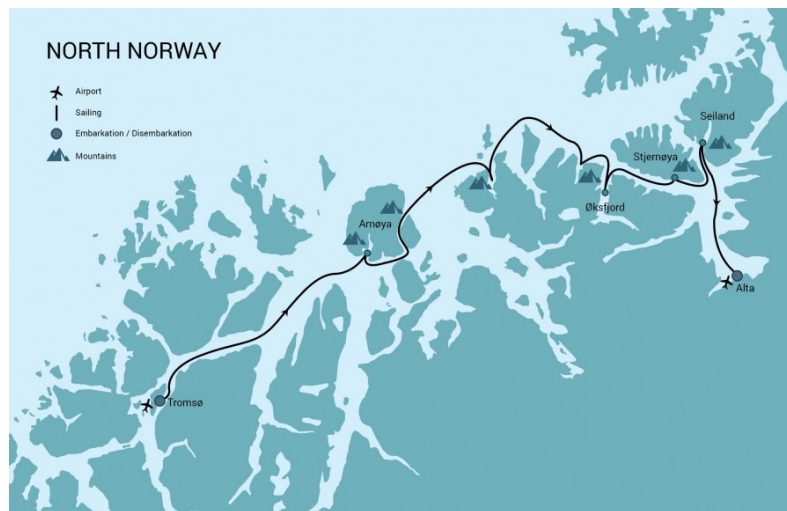 NORTH NORWAY
Airport
Sailing
Embarkation / Disembarkation
Mountains
Seiland
Stjernøya
Øksfjord
Arnøya
Alta
Tromsø